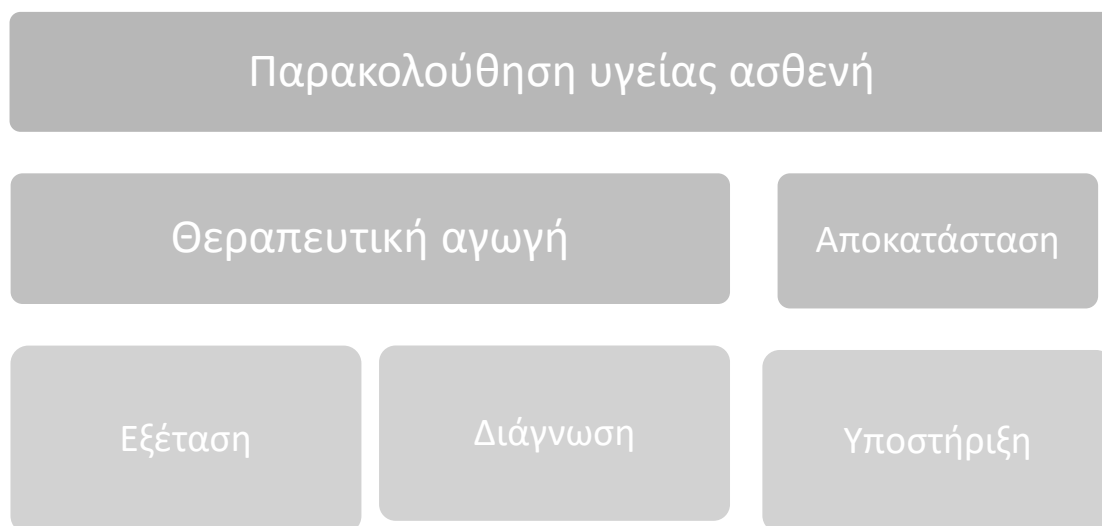 Παρακολούθηση υγείας ασθενή
Θεραπευτική αγωγή
Αποκατάσταση
Εξέταση
Διάγνωση
Υποστήριξη